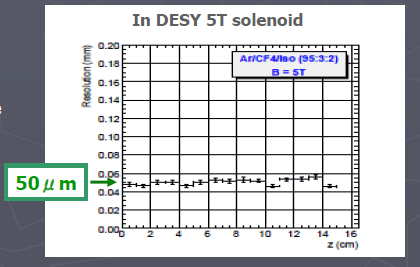 In DESY 5T solenoid
Resolution (mm)
0.20
0.18
0.16
0.14
0.12
0.10
0.08
0.06
0.04
0.02
0.00
Ar/CF4/Iso (95:3:2)
B = 5T
50 μm
0 2 4 6 8 10 12 14 16
z (cm)